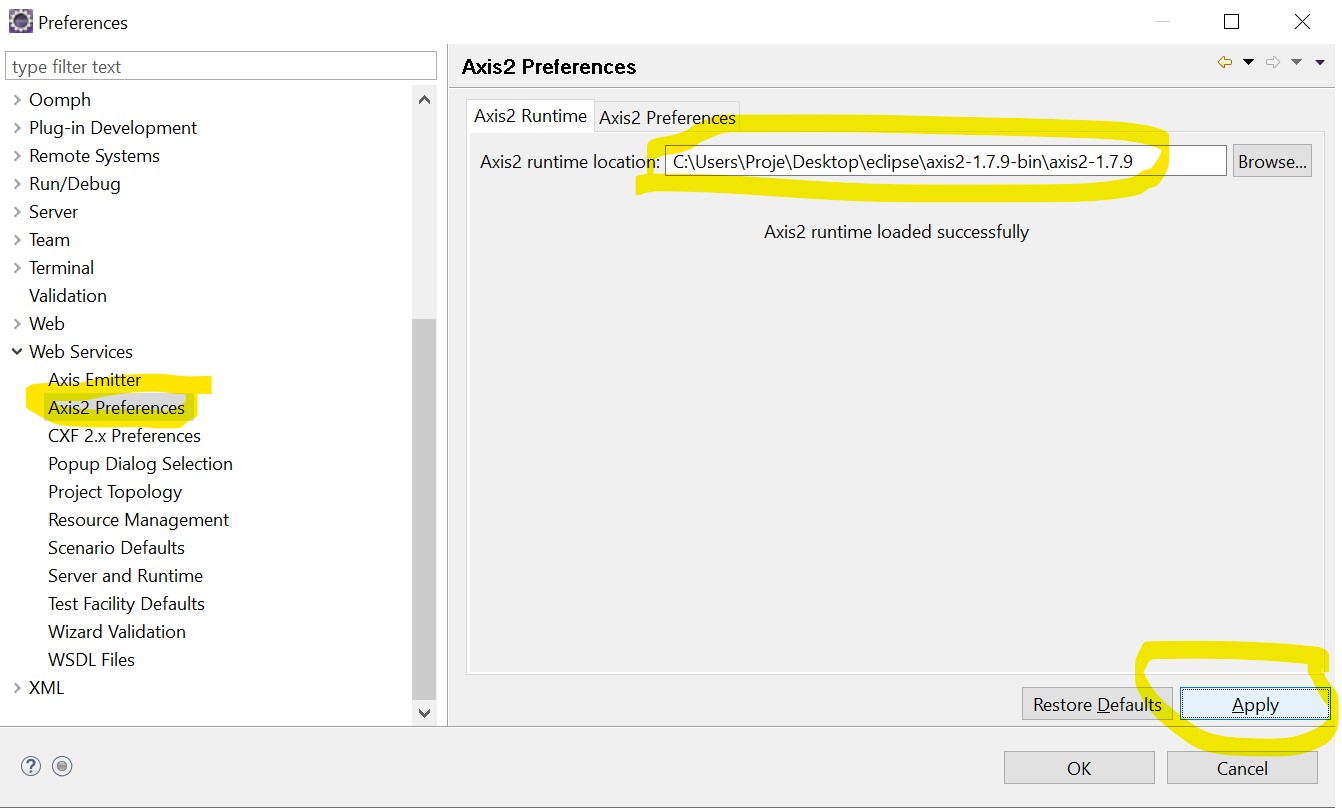 Preferences
type filter text
Oomph
Plug-in Development
Remote Systems
Run/Debug
Server
Team
Terminal
Validation
Web
Web Services
Axis Emitter
Axis2 Preferences
CXF 2.x Preferences
Popup Dialog Selection
Project Topology
Resource Management
Scenario Defaults
Server and Runtime
Test Facility Defaults
Wizard Validation
WSDL Files
XML
Axis2 Preferences
Axis2 Runtime Axis2 Preferences
Axis2 runtime location: C:\Users\Proje\Desktop\eclipse\axis2-1.7.9-bin\axis2-1.7.9 Browse...
Axis2 runtime loaded successfully
Restore Defaults Apply
? OK Cancel